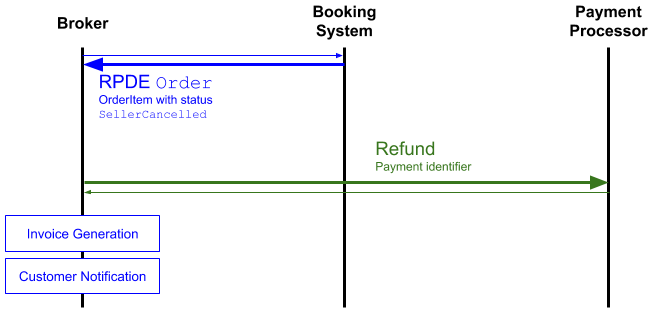 Broker
Booking
System
Payment
Processor
RPDE Order
OrderItem with status
SellerCancelled
Refund
Payment identifier
Invoice Generation
Customer Notification